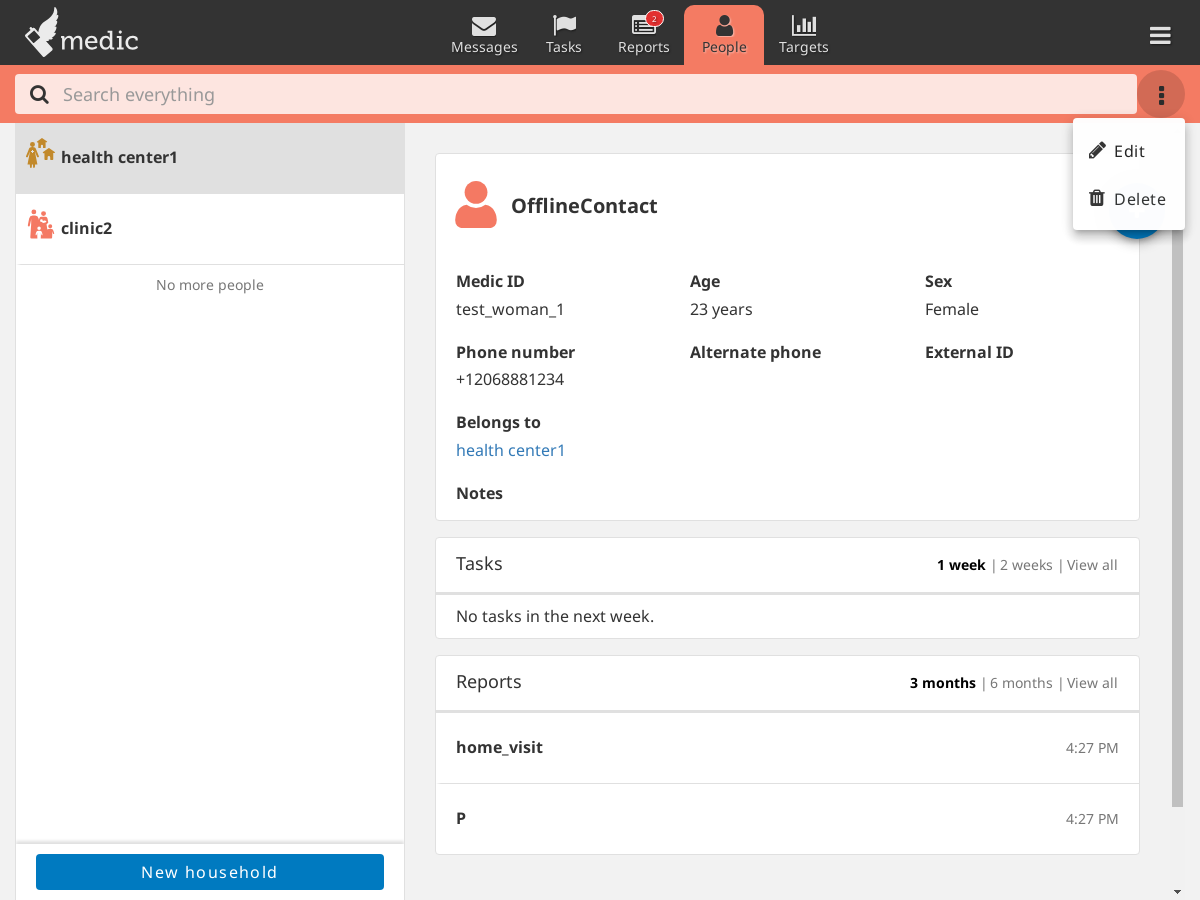 medic
Messages
Tasks
2
Reports
People
Targets
Search everything
Edit
Delete
health center1
clinic2
No more people
New household
OfflineContact
Medic ID
test_woman_1
Age
23 years
Sex
Female
Phone number
+12068881234
Alternate phone
External ID
Belongs to
health center1
Notes
Tasks
1 week | 2 weeks | View all
No tasks in the next week.
Reports
3 months | 6 months | View all
home_visit 4:27 PM
P 4:27 PM